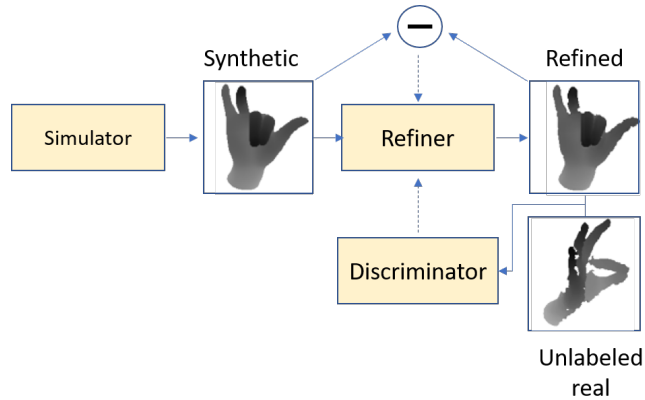 Synthetic
Refined
Simulator
Refiner
Discriminator
Unlabeled
real